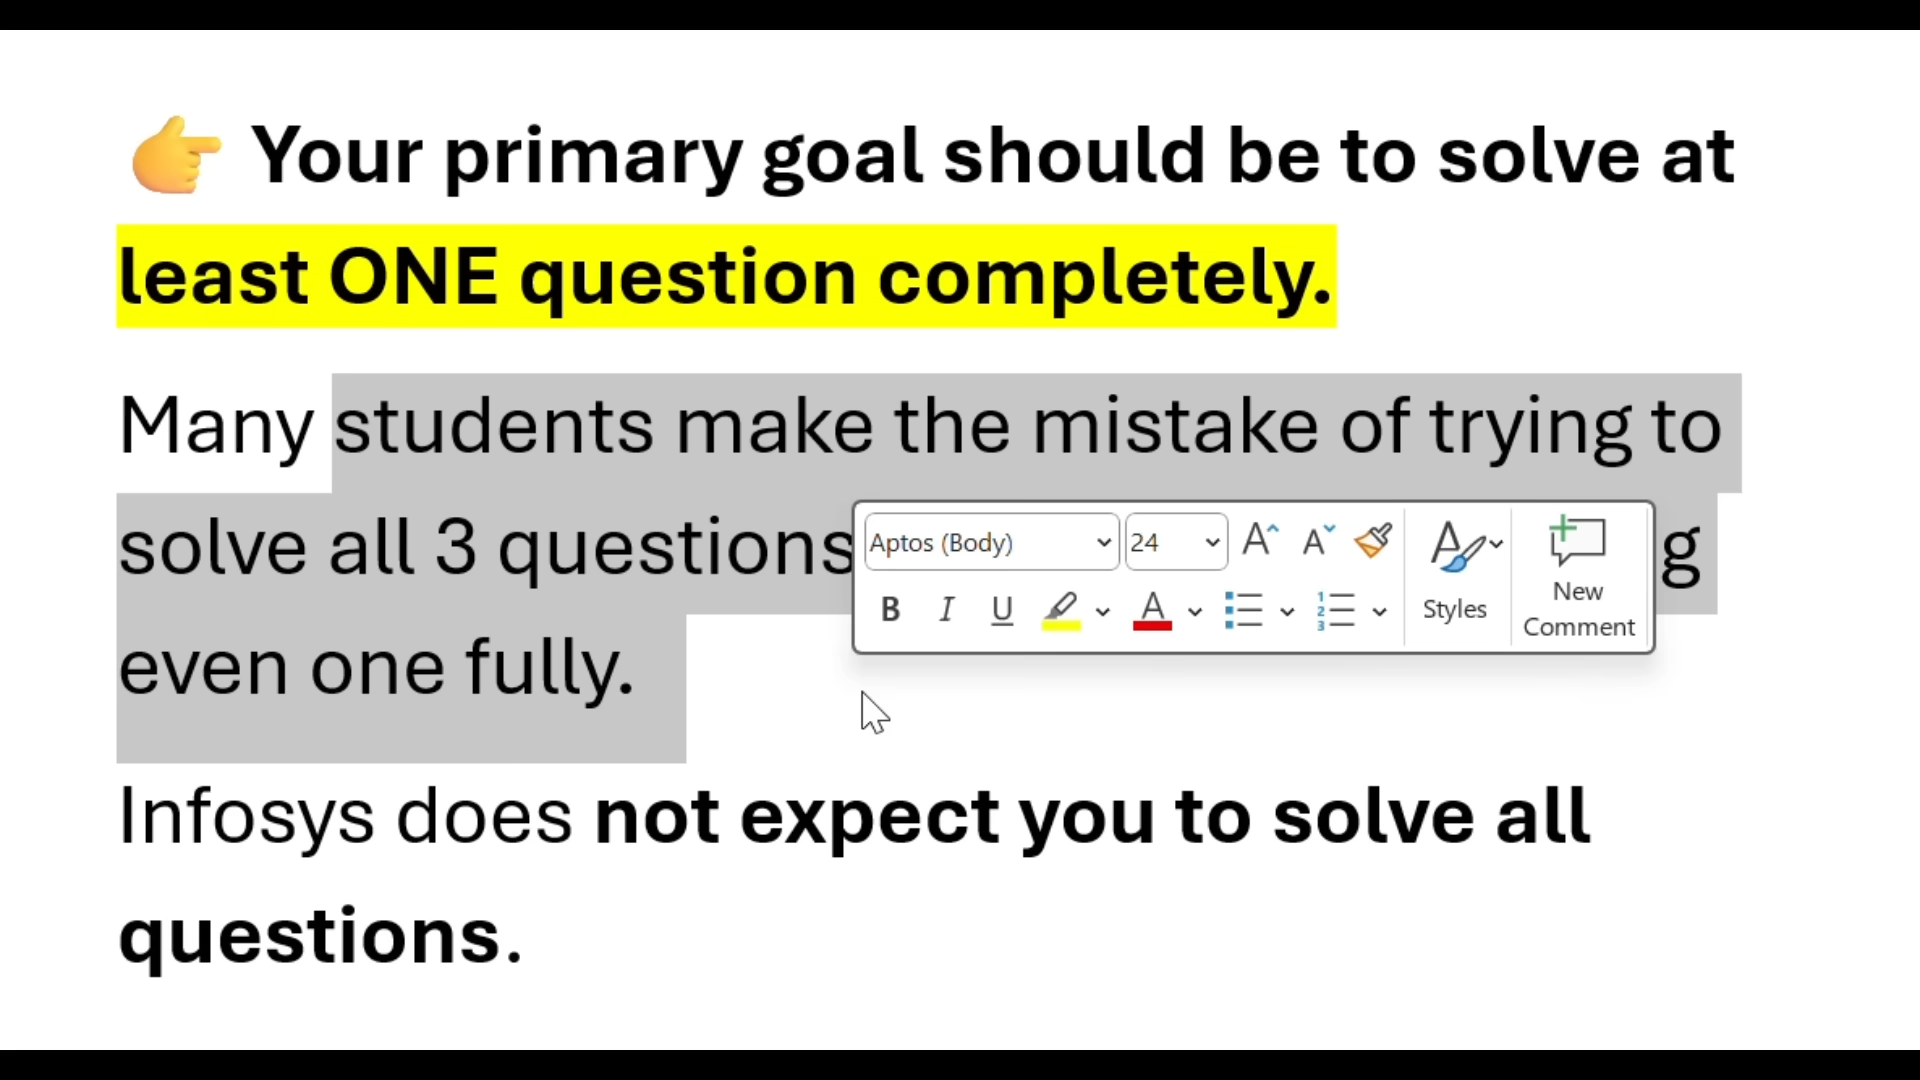 👉 Your primary goal should be to solve at
least ONE question completely.
Many students make the mistake of trying to
solve all 3 questions
even one fully.
Aptos (Body)
24
B I U
Styles
New
Comment
Infosys does not expect you to solve all
questions.